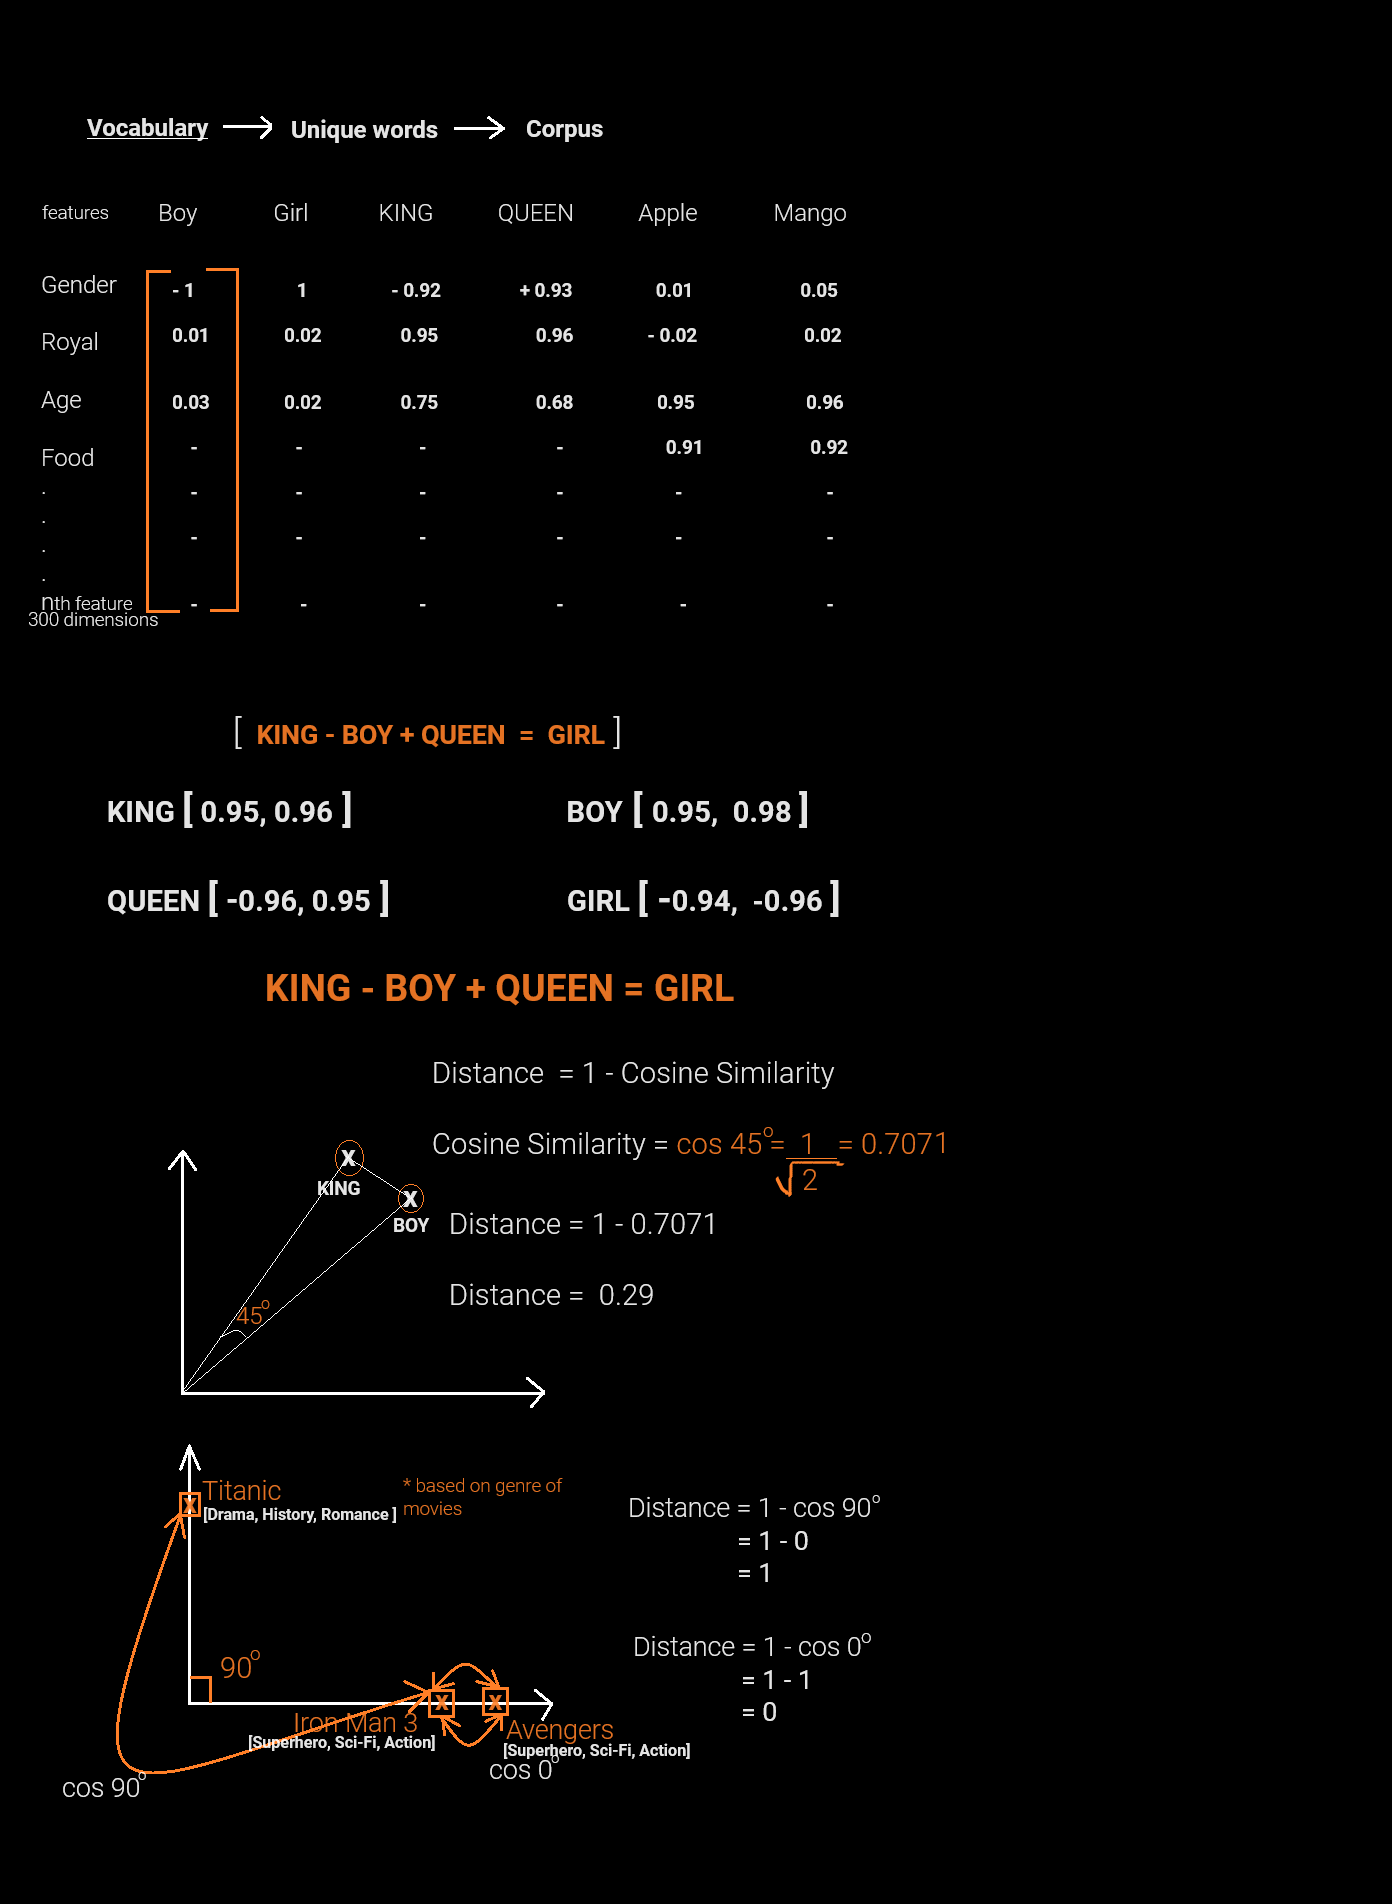 Vocabulary → Unique words → Corpus
features Boy Girl KING QUEEN Apple Mango
Gender - 1 1 - 0.92 + 0.93 0.01 0.05
Royal 0.01 0.02 0.95 0.96 - 0.02 0.02
Age 0.03 0.02 0.75 0.68 0.95 0.96
Food - - - - 0.91 0.92
. - - - - - -
.
. - - - - - -
.
nth feature - - - - - -
300 dimensions
[ KING - BOY + QUEEN = GIRL ]
KING [ 0.95, 0.96 ] BOY [ 0.95, 0.98 ]
QUEEN [ -0.96, 0.95 ] GIRL [ -0.94, -0.96 ]
KING - BOY + QUEEN = GIRL
Distance = 1 - Cosine Similarity
Cosine Similarity = cos 45° = 1 = 0.7071
√2
X
KING
X
BOY
Distance = 1 - 0.7071
Distance = 0.29
45°
Titanic
X
[Drama, History, Romance ]
* based on genre of
movies
Distance = 1 - cos 90°
= 1 - 0
= 1
Distance = 1 - cos 0°
= 1 - 1
= 0
90°
X X
Iron Man 3
[Superhero, Sci-Fi, Action]
Avengers
[Superhero, Sci-Fi, Action]
cos 0°
cos 90°